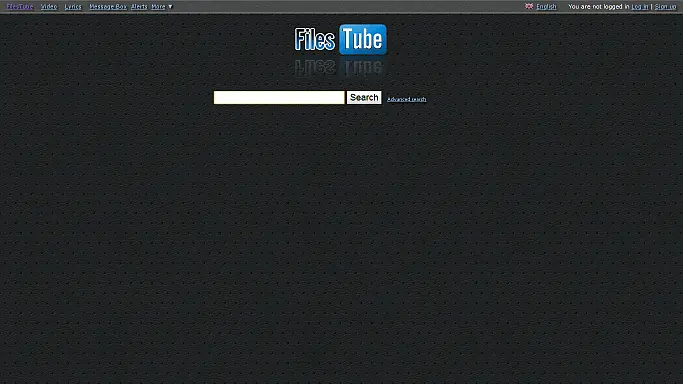 FilesTube Video Lyrics Message Box Alerts More ▼ English You are not logged in Log in | Sign up
Files Tube
Search Advanced search